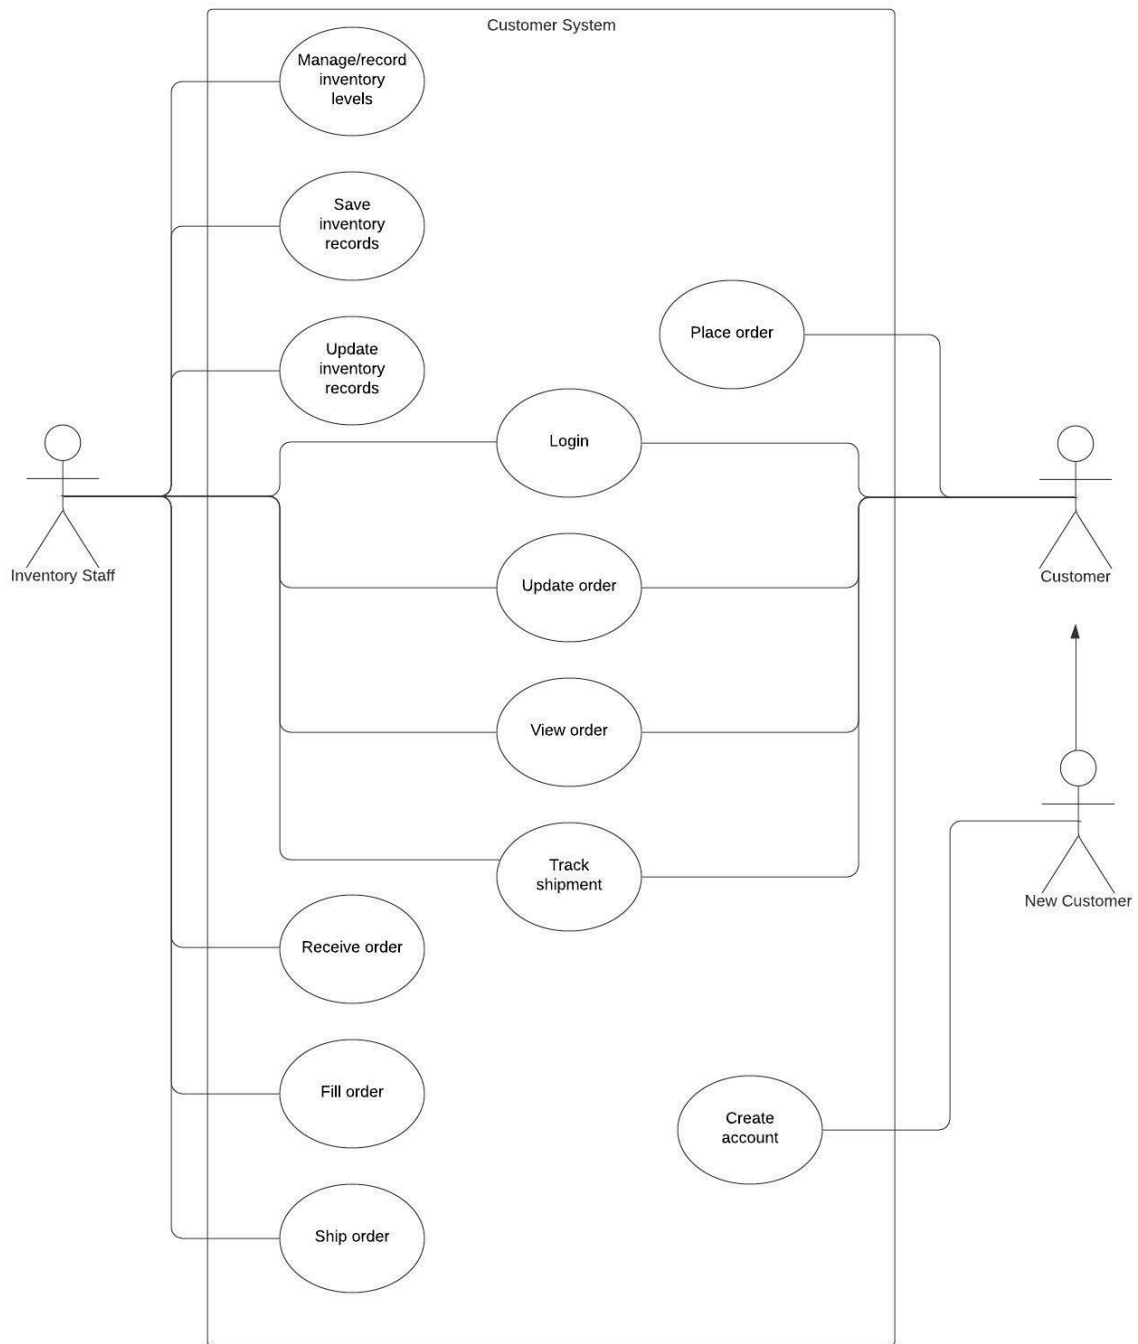 Customer System
Manage/record
inventory
levels
Save
inventory
records
Place order
Update
inventory
records
Login
Inventory Staff
Customer
Update order
View order
Track
shipment
New Customer
Receive order
Fill order
Create
account
Ship order